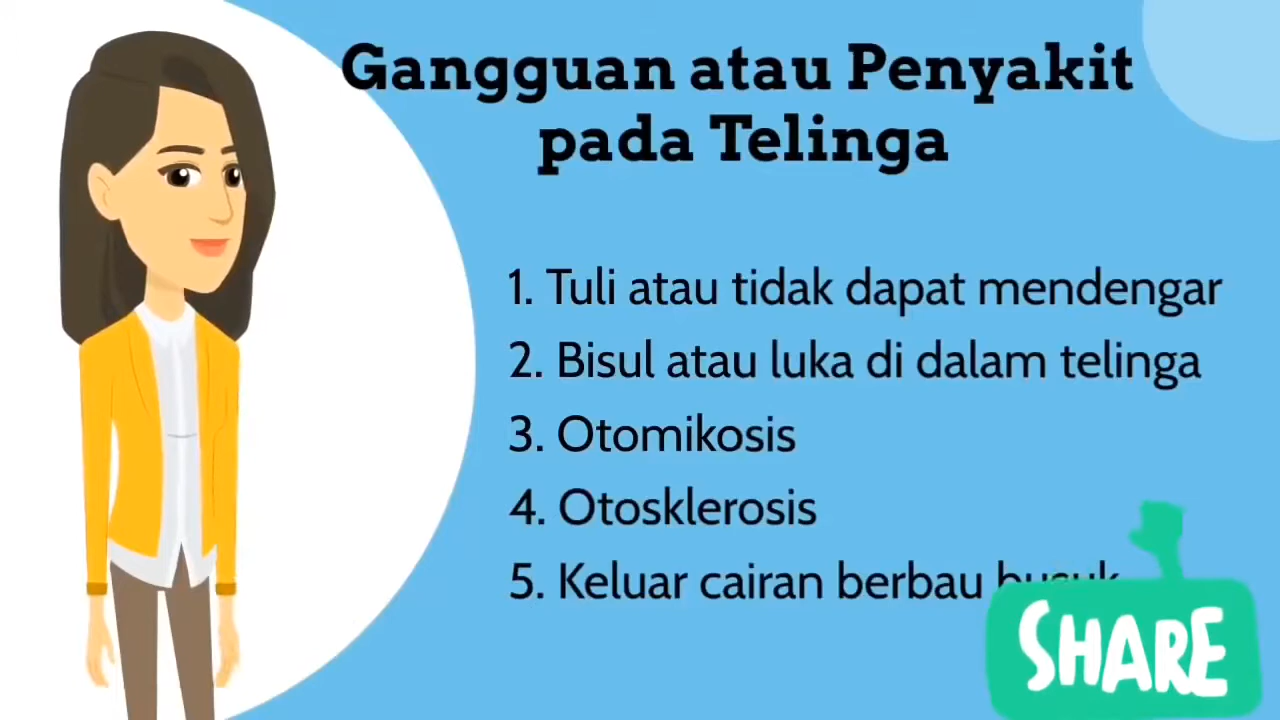 Gangguan atau Penyakit
pada Telinga
1. Tuli atau tidak dapat mendengar
2. Bisul atau luka di dalam telinga
3. Otomikosis
4. Otosklerosis
5. Keluar cairan berbau busuk
SHARE